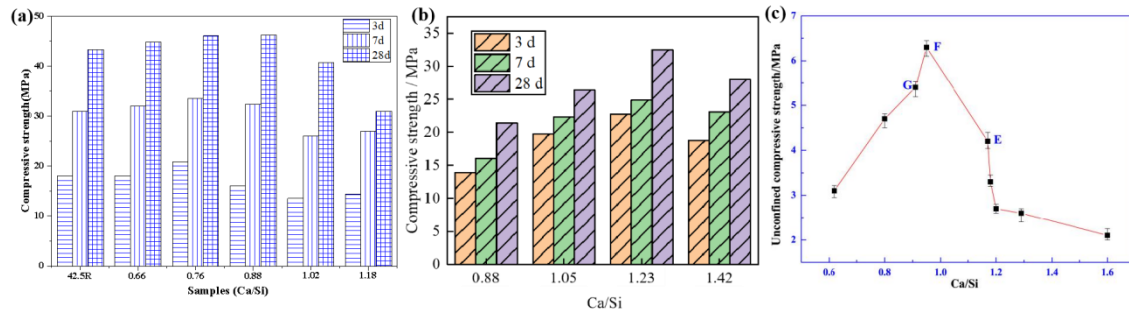 (a)
50
40
30
20
10
0
Compressive strength(MPa)
3d
7d
28d
42.5R 0.66 0.76 0.88 1.02 1.18
Samples (Ca/Si)
(b)
35
30
25
20
15
10
5
0
Compressive strength / MPa
3 d
7 d
28 d
0.88 1.05 1.23 1.42
Ca/Si
(c)
7
6
5
4
3
2
Unconfined compressive strength/MPa
F
G
E
0.6 0.8 1.0 1.2 1.4 1.6
Ca/Si